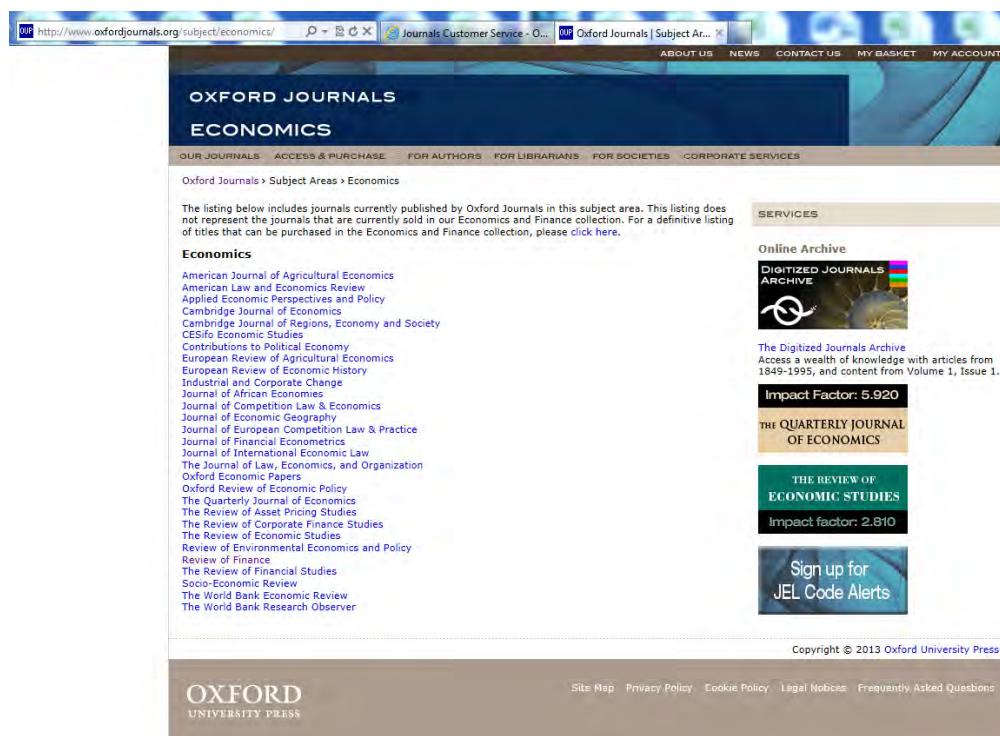 OUP http://www.oxfordjournals.org/subject/economics/
Journals Customer Service - O...
OUP Oxford Journals | Subject Ar...
ABOUT US NEWS CONTACT US MY BASKET MY ACCOUNT
OXFORD JOURNALS
ECONOMICS
OUR JOURNALS ACCESS & PURCHASE FOR AUTHORS FOR LIBRARIANS FOR SOCIETIES CORPORATE SERVICES
Oxford Journals > Subject Areas > Economics
The listing below includes journals currently published by Oxford Journals in this subject area. This listing does
not represent the journals that are currently sold in our Economics and Finance collection. For a definitive listing
of titles that can be purchased in the Economics and Finance collection, please click here.
Economics
American Journal of Agricultural Economics
American Law and Economics Review
Applied Economic Perspectives and Policy
Cambridge Journal of Economics
Cambridge Journal of Regions, Economy and Society
CESifo Economic Studies
Contributions to Political Economy
European Review of Agricultural Economics
European Review of Economic History
Industrial and Corporate Change
Journal of African Economies
Journal of Competition Law & Economics
Journal of Economic Geography
Journal of European Competition Law & Practice
Journal of Financial Econometrics
Journal of International Economic Law
The Journal of Law, Economics, and Organization
Oxford Economic Papers
Oxford Review of Economic Policy
The Quarterly Journal of Economics
The Review of Asset Pricing Studies
The Review of Corporate Finance Studies
The Review of Economic Studies
Review of Environmental Economics and Policy
Review of Finance
The Review of Financial Studies
Socio-Economic Review
The World Bank Economic Review
The World Bank Research Observer
SERVICES
Online Archive
DIGITIZED JOURNALS
ARCHIVE
The Digitized Journals Archive
Access a wealth of knowledge with articles from
1849-1995, and content from Volume 1, Issue 1.
Impact Factor: 5.920
THE QUARTERLY JOURNAL
OF ECONOMICS
THE REVIEW OF
ECONOMIC STUDIES
Impact factor: 2.810
Sign up for
JEL Code Alerts
Copyright © 2013 Oxford University Press
OXFORD
UNIVERSITY PRESS
Site Map Privacy Policy Cookie Policy Legal Notices Frequently Asked Questions